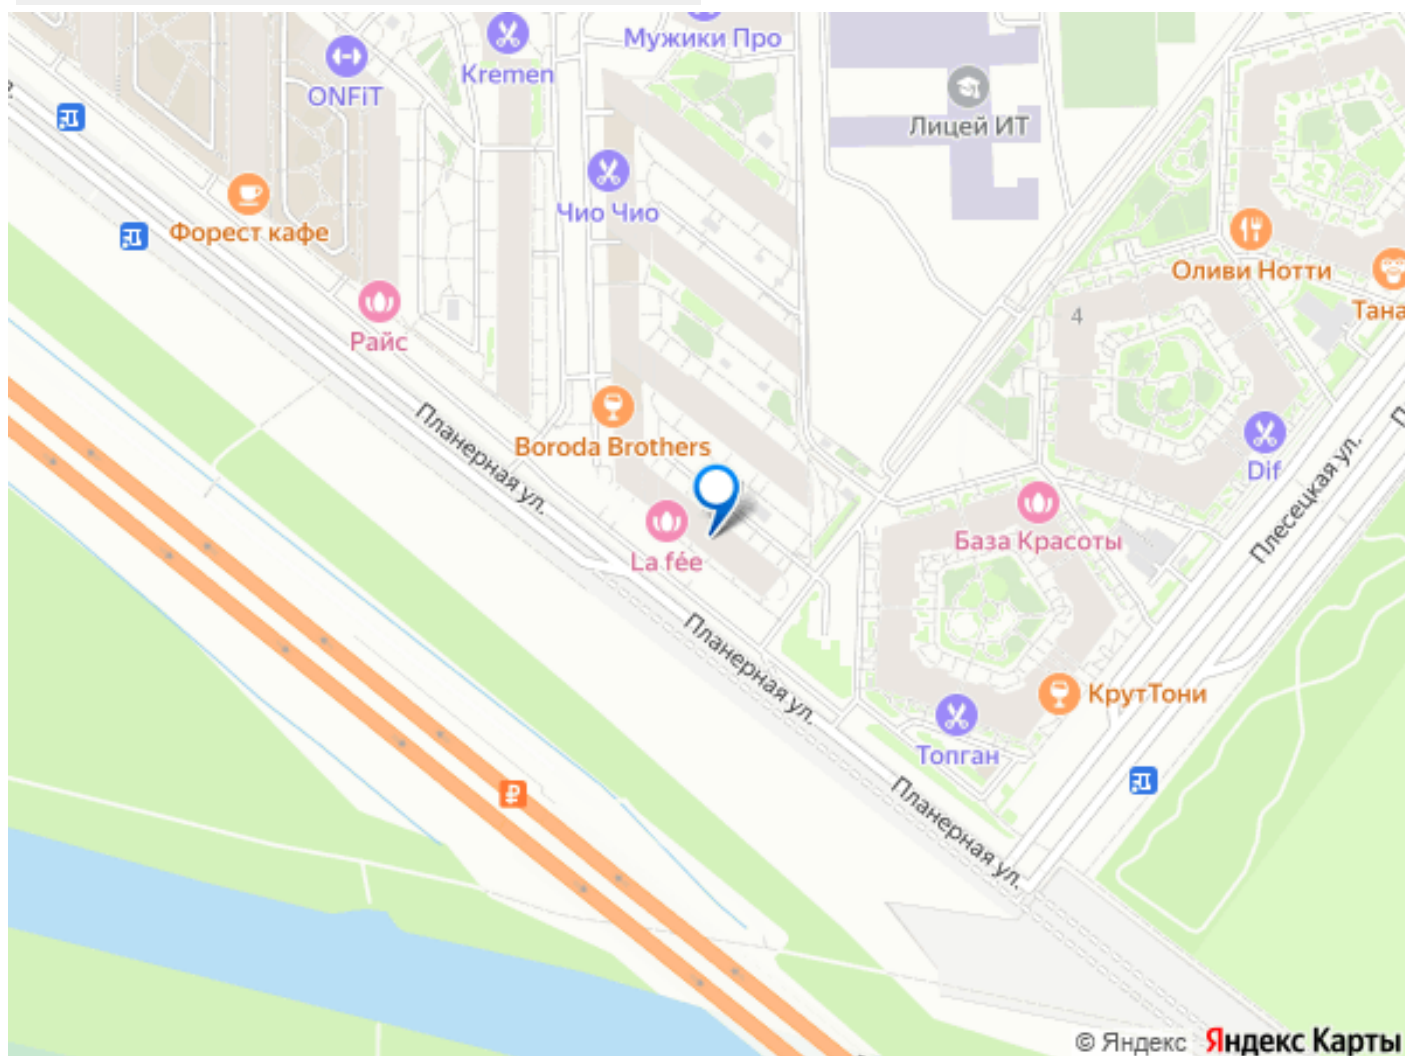 Мужики Про
Kremen
ONFiT
Лицей ИТ
Чио Чио
Форест кафе
Оливи Нотти
Тана
4
Райс
Планерная ул.
Boroda Brothers
Dif
Плесецкая ул.
La fée
База Красоты
Планерная ул.
КрутТони
Топган
Планерная ул.
© Яндекс Яндекс Карты